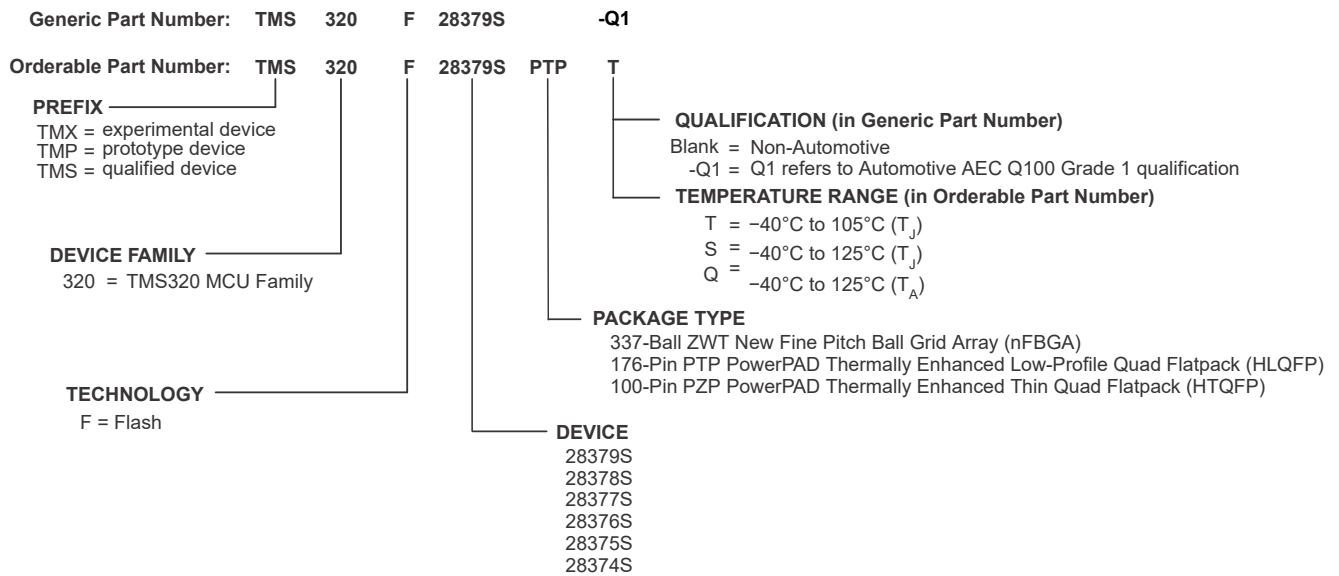 Generic Part Number: TMS 320 F 28379S -Q1
Orderable Part Number: TMS 320 F 28379S PTP T
PREFIX
TMX = experimental device
TMP = prototype device
TMS = qualified device
QUALIFICATION (in Generic Part Number)
Blank = Non-Automotive
-Q1 = Q1 refers to Automotive AEC Q100 Grade 1 qualification
TEMPERATURE RANGE (in Orderable Part Number)
T = −40°C to 105°C (TJ)
S = −40°C to 125°C (TJ)
Q = −40°C to 125°C (TA)
DEVICE FAMILY
320 = TMS320 MCU Family
PACKAGE TYPE
337-Ball ZWT New Fine Pitch Ball Grid Array (nFBGA)
176-Pin PTP PowerPAD Thermally Enhanced Low-Profile Quad Flatpack (HLQFP)
100-Pin PZP PowerPAD Thermally Enhanced Thin Quad Flatpack (HTQFP)
TECHNOLOGY
F = Flash
DEVICE
28379S
28378S
28377S
28376S
28375S
28374S